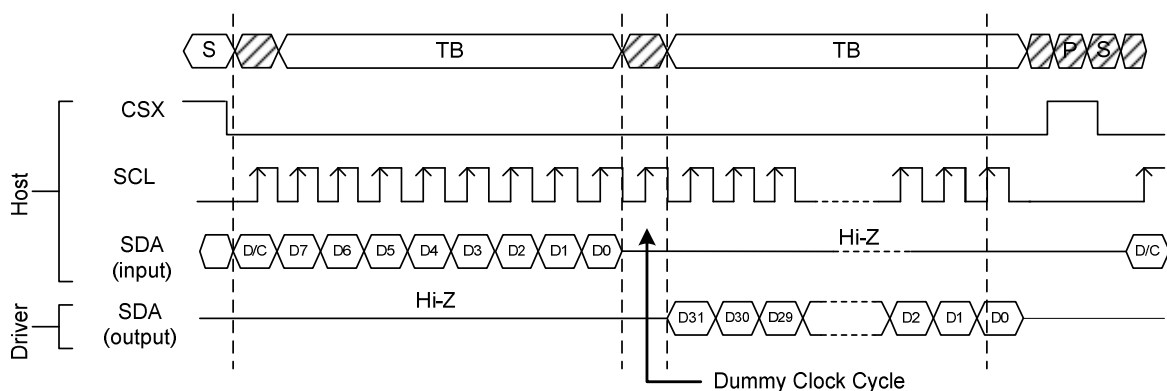 S TB TB P S
CSX
SCL
Host
SDA
(input)
D/C D7 D6 D5 D4 D3 D2 D1 D0 Hi-Z D/C
Driver
SDA
(output)
Hi-Z D31 D30 D29 D2 D1 D0
Dummy Clock Cycle